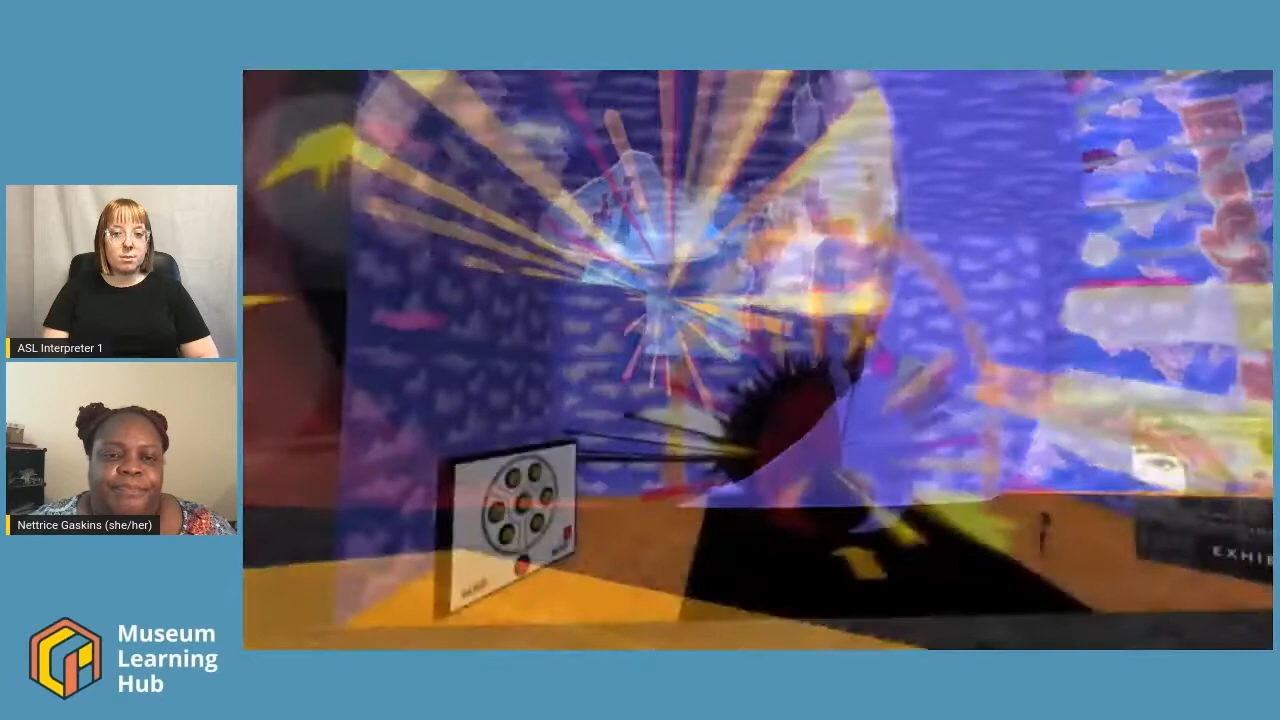 ASL Interpreter 1
Nettrice Gaskins (she/her)
Museum
Learning
Hub
EXHIB